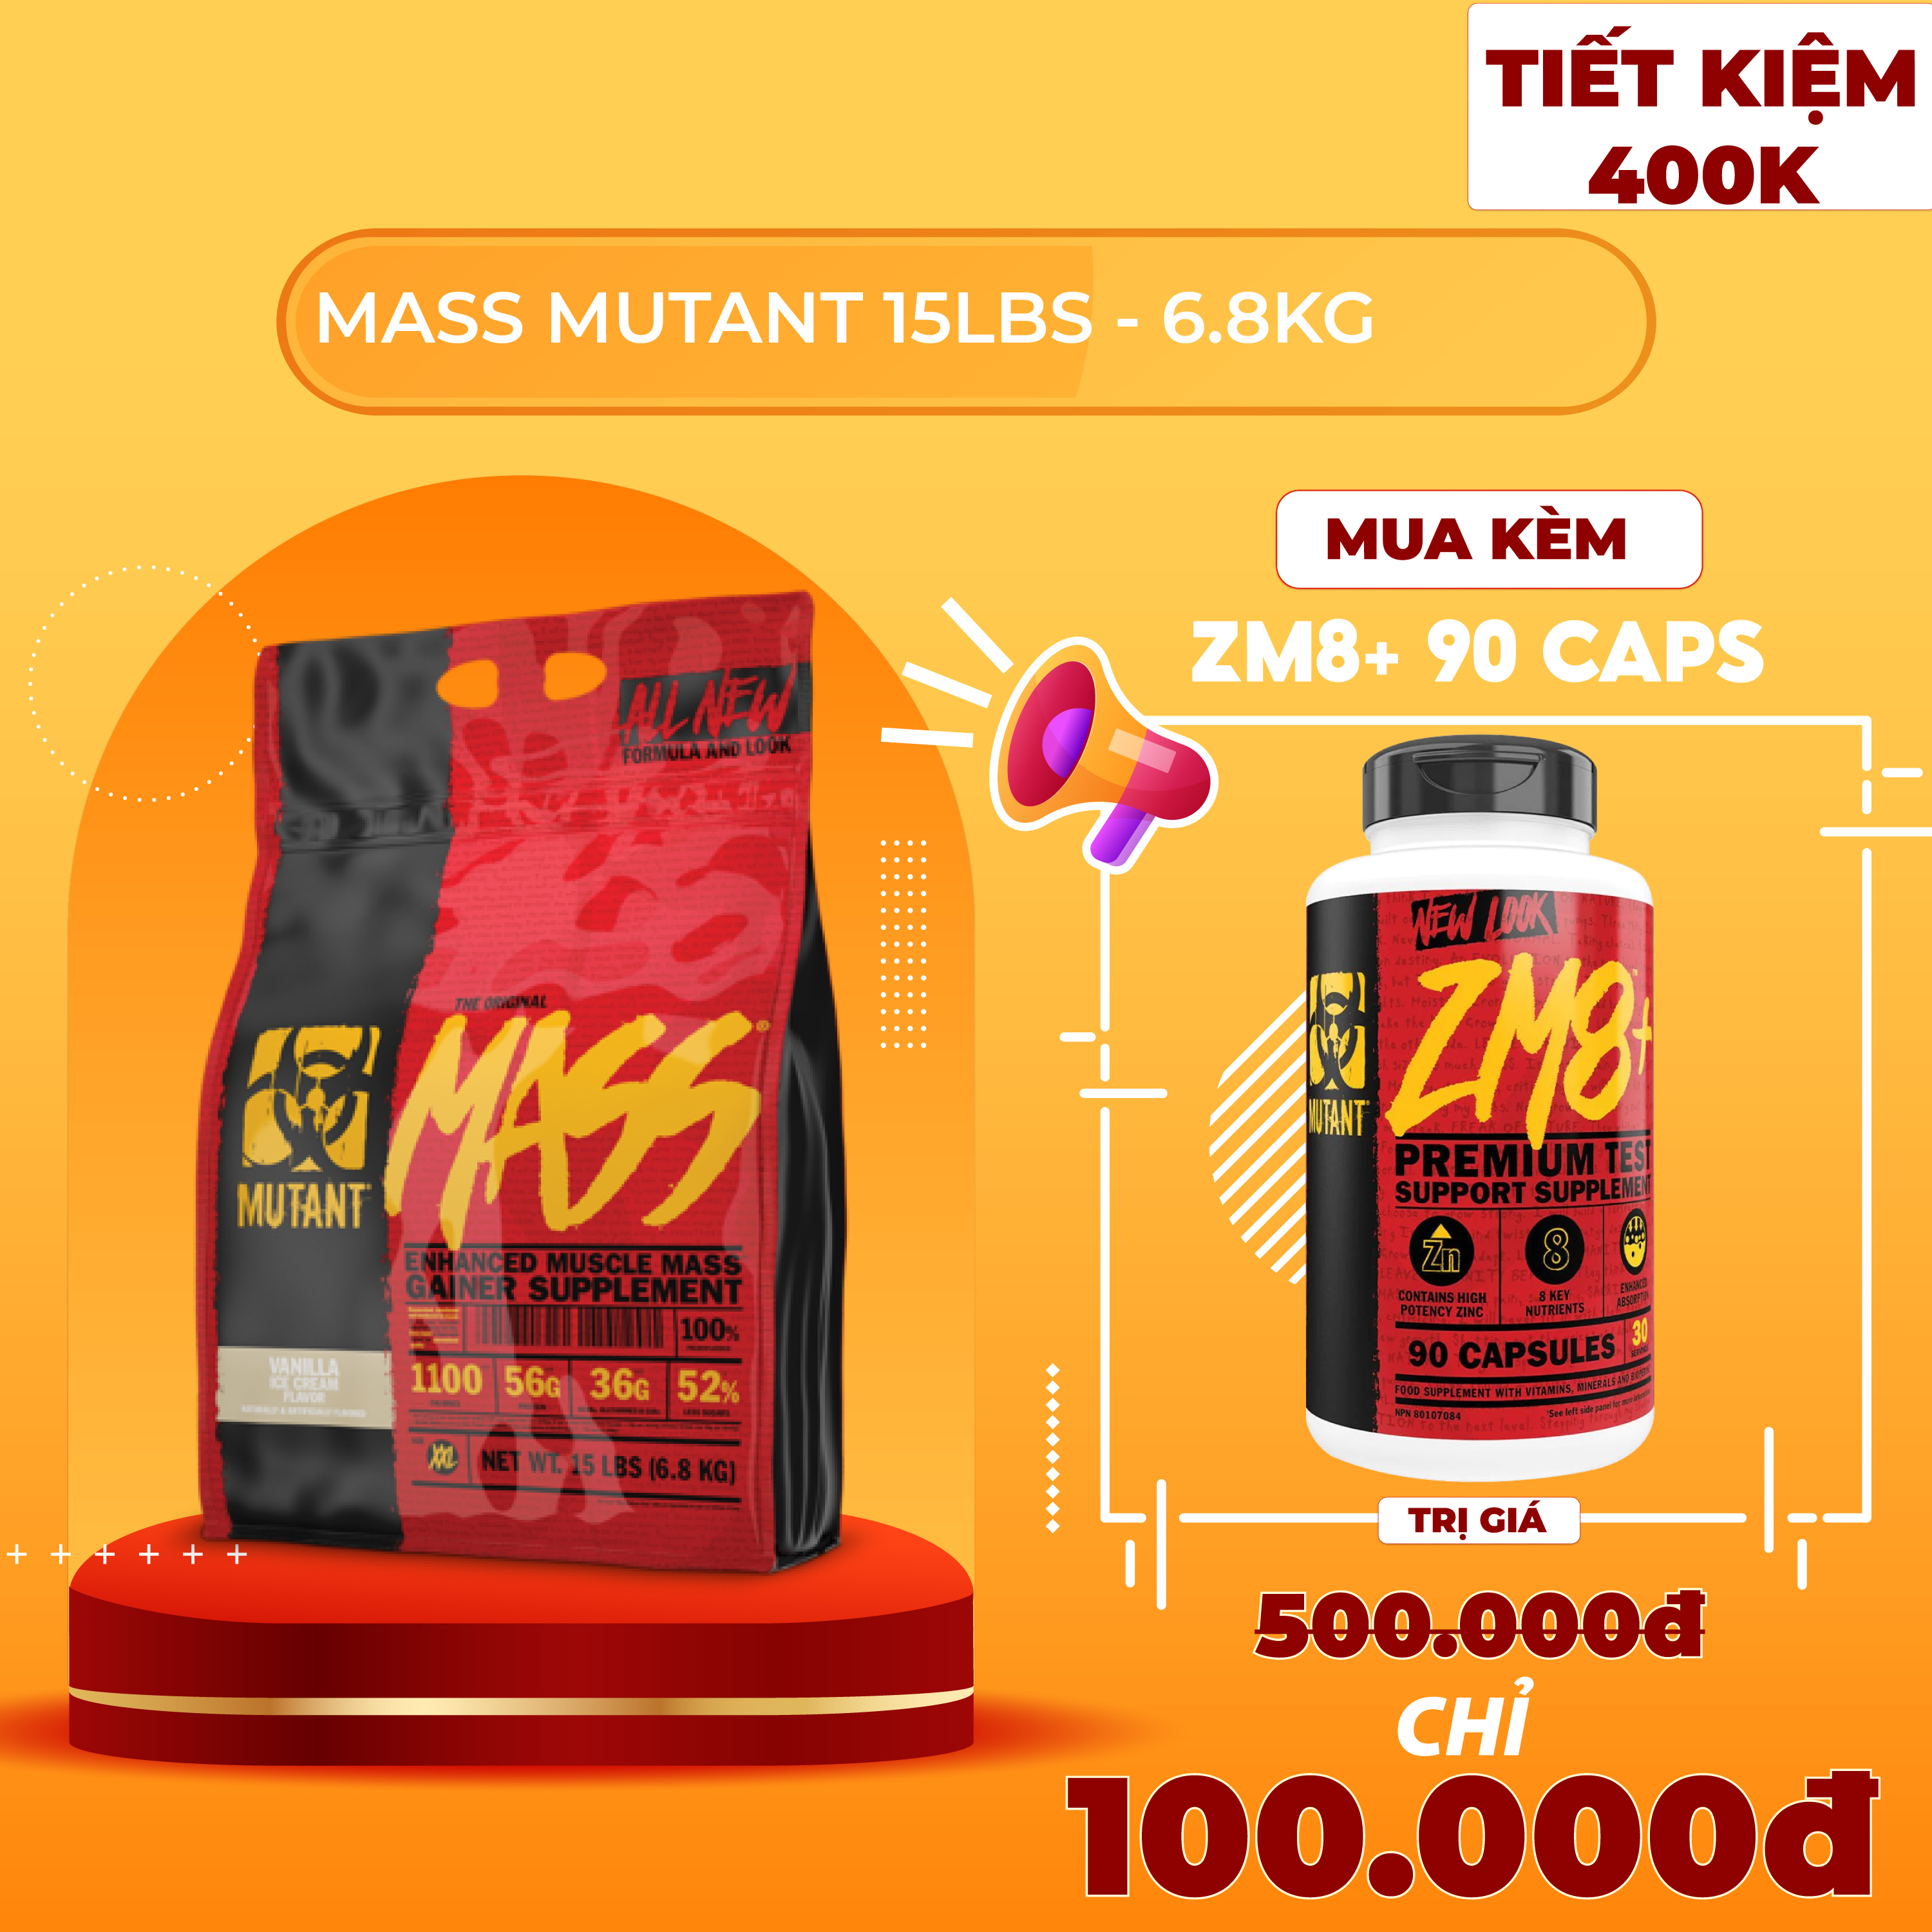 TIẾT KIỆM
400K
MASS MUTANT 15LBS - 6.8KG
MUA KÈM
ZM8+ 90 CAPS
ALL NEW
FORMULA AND LOOK
THE ORIGINAL
MASS®
MUTANT
ENHANCED MUSCLE MASS
GAINER SUPPLEMENT
100%
1100 56G 36G 52%
VANILLA
ICE CREAM
FLAVOR
XXL
NET WT. 15 LBS (6.8 KG)
NEW LOOK
ZM8+
MUTANT
PREMIUM TEST
SUPPORT SUPPLEMENT
Zn
8
CONTAINS HIGH
POTENCY ZINC
8 KEY
NUTRIENTS
ENHANCED
ABSORPTION
90 CAPSULES
30
FOOD SUPPLEMENT WITH VITAMINS, MINERALS AND
NPN 80107084
TRỊ GIÁ
500.000đ
CHỈ
100.000đ